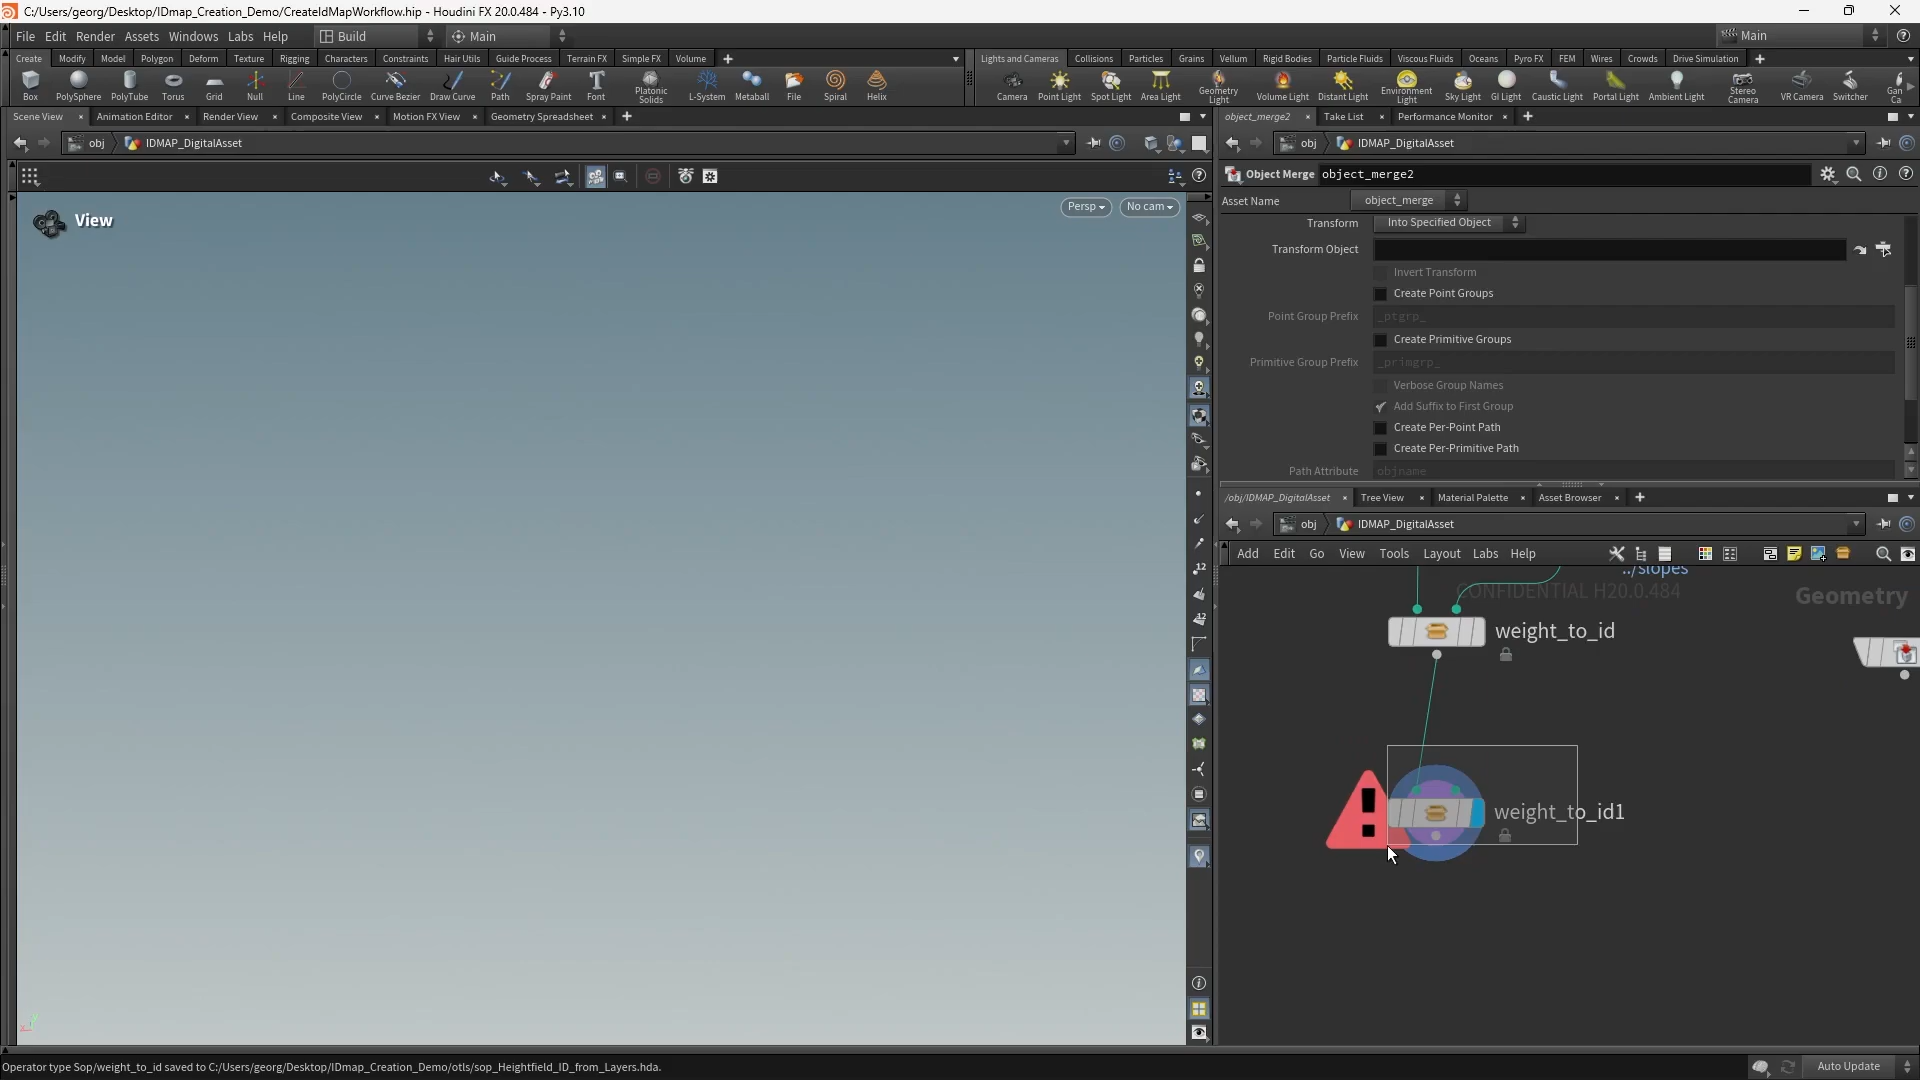 C:/Users/georg/Desktop/IDmap_Creation_Demo/CreateIdMapWorkflow.hip - Houdini FX 20.0.484 - Py3.10
File Edit Render Assets Windows Labs Help Build Main Main
Create Modify Model Polygon Deform Texture Rigging Characters Constraints Hair Utils Guide Process Terrain FX Simple FX Volume
Lights and Cameras Collisions Particles Grains Vellum Rigid Bodies Particle Fluids Viscous Fluids Oceans Pyro FX FEM Wires Crowds Drive Simulation
Box PolySphere PolyTube Torus Grid Null Line PolyCircle Curve Bezier Draw Curve Path Spray Paint Font Platonic Solids L-System Metaball File Spiral Helix
Camera Point Light Spot Light Area Light Geometry Light Volume Light Distant Light Environment Light Sky Light GI Light Caustic Light Portal Light Ambient Light Stereo Camera VR Camera Switcher Gan Ca
Scene View Animation Editor Render View Composite View Motion FX View Geometry Spreadsheet
object_merge2 Take List Performance Monitor
obj IDMAP_DigitalAsset
obj IDMAP_DigitalAsset
Object Merge object_merge2
Asset Name object_merge
View
Persp No cam
Transform Into Specified Object
Transform Object
Invert Transform
Create Point Groups
Point Group Prefix _ptgrp_
Create Primitive Groups
Primitive Group Prefix _primgrp_
Verbose Group Names
Add Suffix to First Group
Create Per-Point Path
Create Per-Primitive Path
Path Attribute objname
/obj/IDMAP_DigitalAsset Tree View Material Palette Asset Browser
obj IDMAP_DigitalAsset
Add Edit Go View Tools Layout Labs Help
../slopes
CONFIDENTIAL H20.0.484
Geometry
weight_to_id
weight_to_id1
12
12
Operator type Sop/weight_to_id saved to C:/Users/georg/Desktop/IDmap_Creation_Demo/otls/sop_Heightfield_ID_from_Layers.hda.
Auto Update